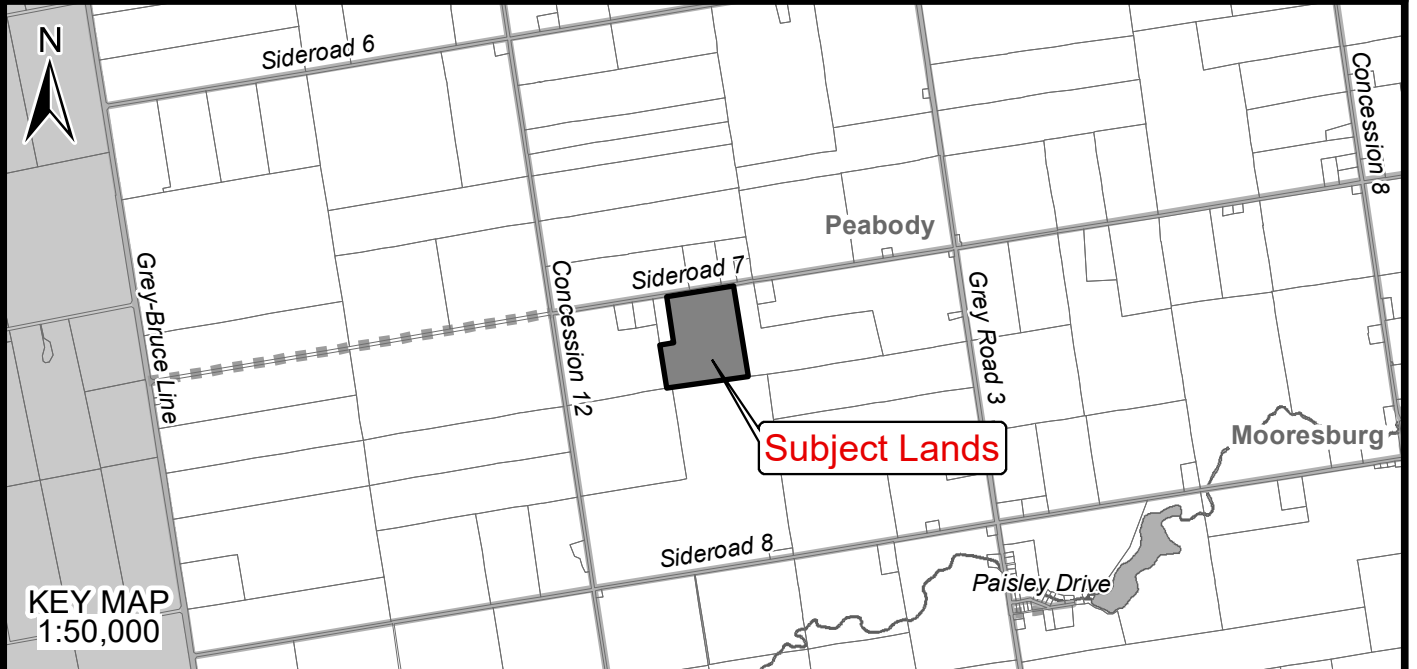 N
Sideroad 6
Concession 8
Peabody
Sideroad 7
Grey-Bruce Line
Concession 12
Grey Road 3
Subject Lands
Mooresburg
Sideroad 8
Paisley Drive
KEY MAP
1:50,000